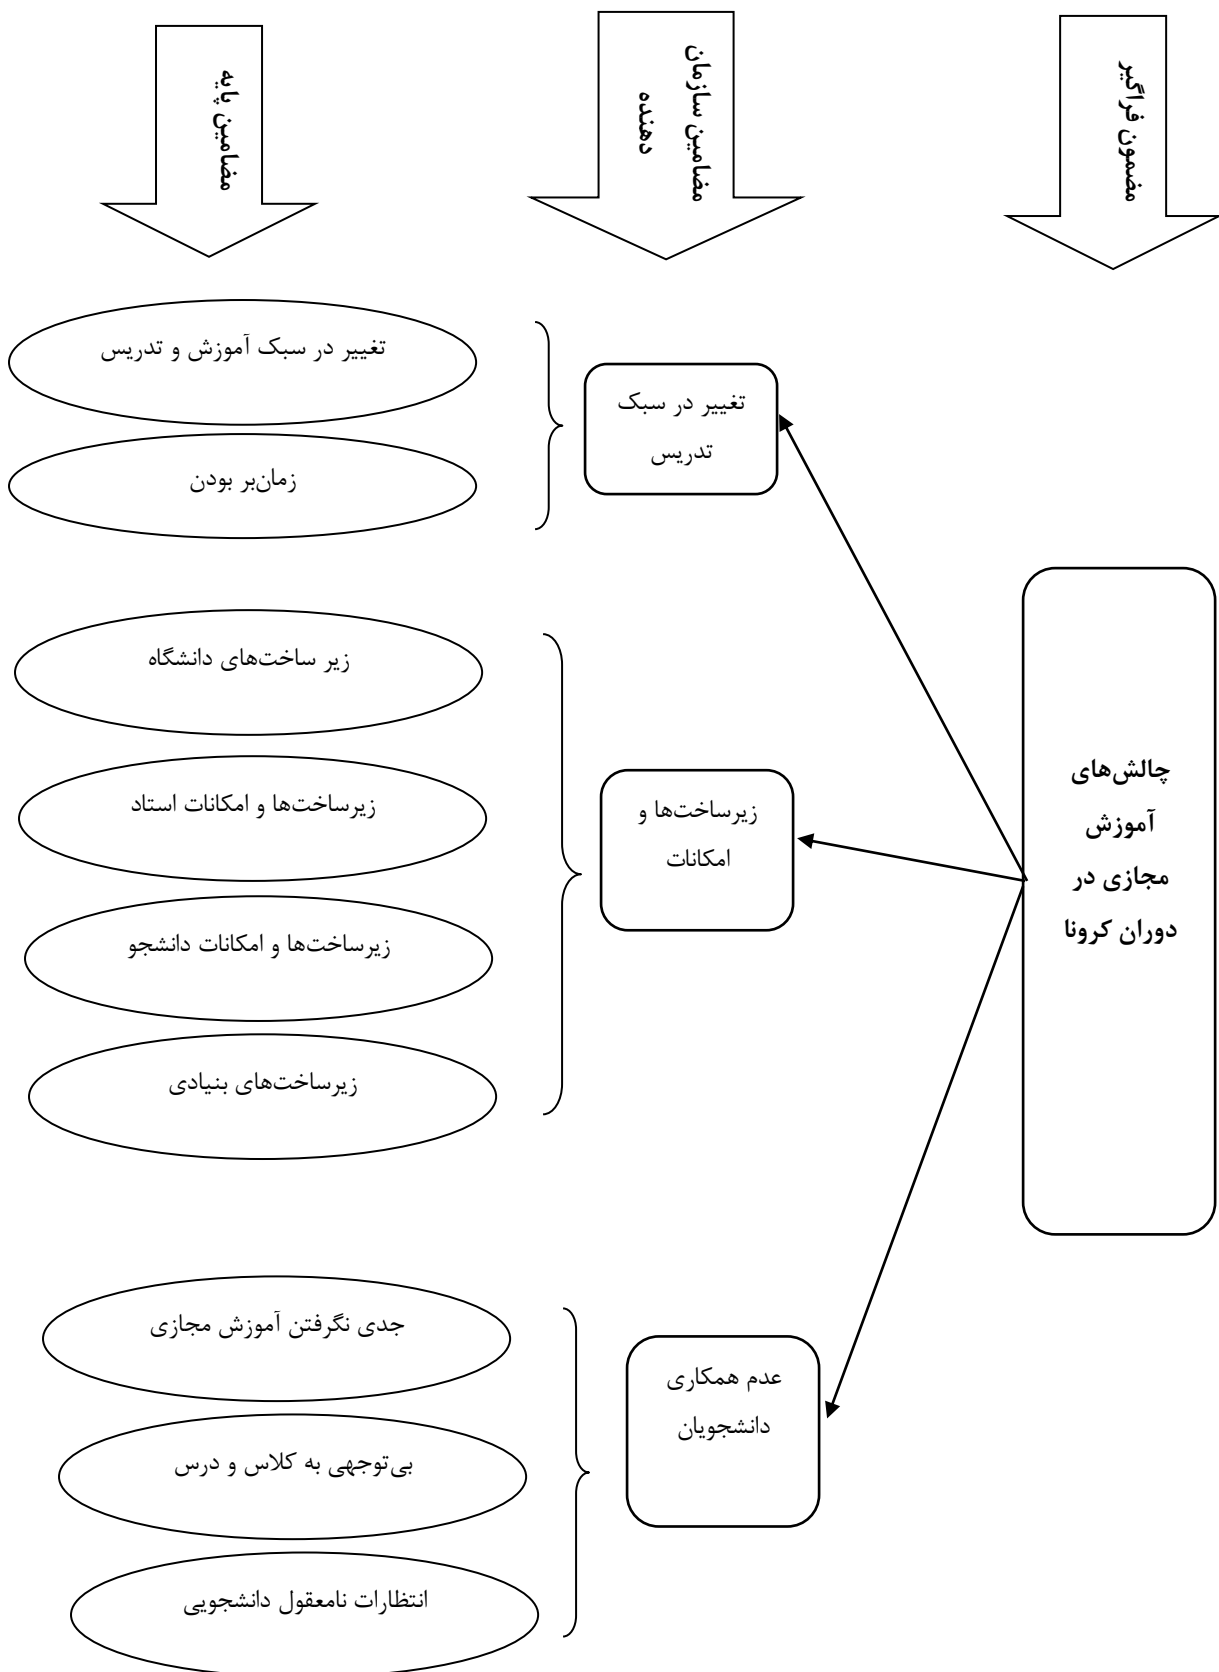 مضمون فراگیر
مضامین سازمان
دهنده
مضامین پایه
چالش‌های
آموزش
مجازی در
دوران کرونا
تغییر در سبک
تدریس
تغییر در سبک آموزش و تدریس
زمان‌بر بودن
زیرساخت‌ها و
امکانات
زیر ساخت‌های دانشگاه
زیرساخت‌ها و امکانات استاد
زیرساخت‌ها و امکانات دانشجو
زیرساخت‌های بنیادی
عدم همکاری
دانشجویان
جدی نگرفتن آموزش مجازی
بی‌توجهی به کلاس و درس
انتظارات نامعقول دانشجویی